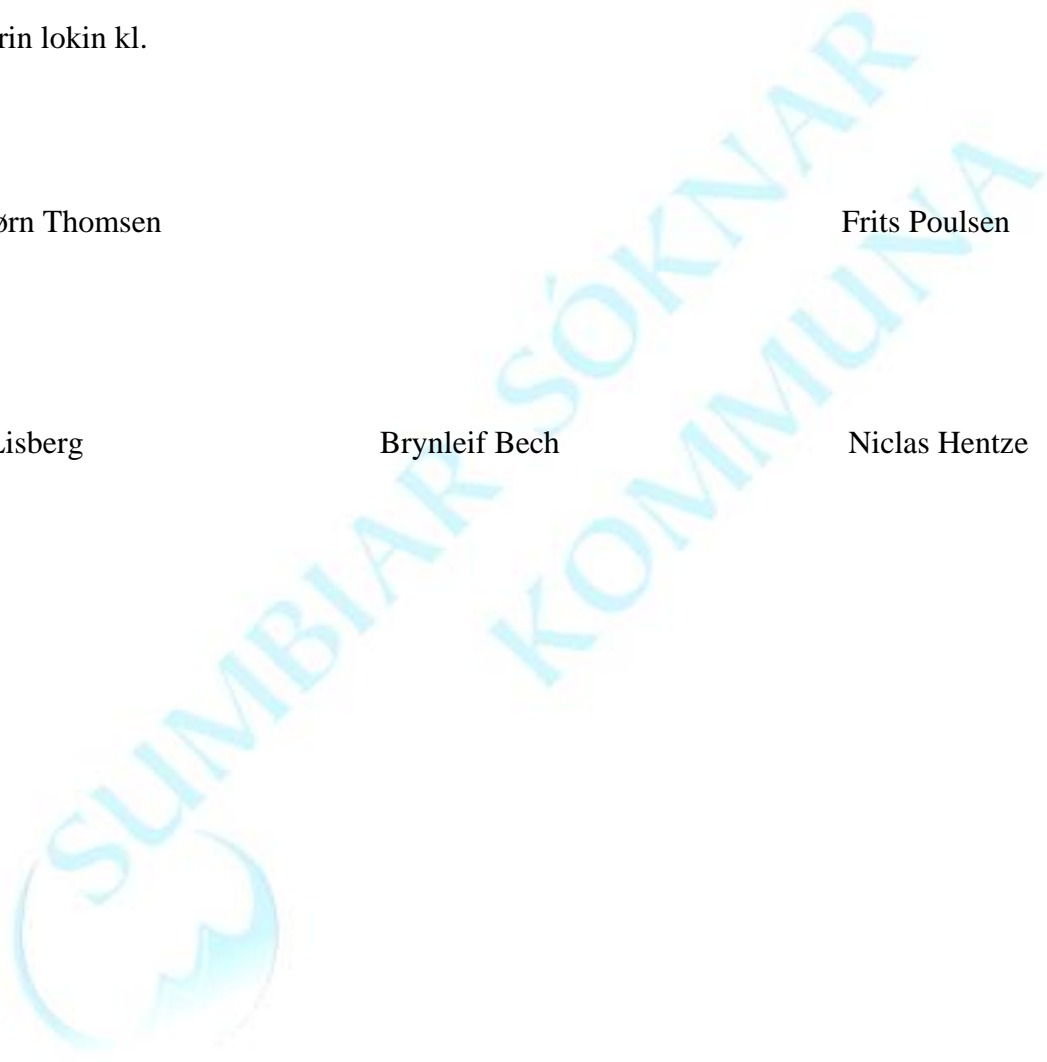 rin lokin kl.
ørn Thomsen Frits Poulsen
Lisberg Brynleif Bech Niclas Hentze
SUMBIAR SÓKNAR
KOMMUNA